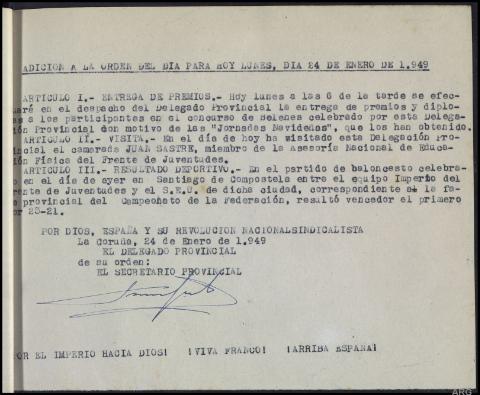 ADICION A LA ORDEN DEL DIA PARA HOY LUNES, DIA 24 DE ENERO DE 1.949
ARTICULO I.- ENTREGA DE PREMIOS.- Hoy lunes a las 6 de la tarde se efec-
uaré en el despacho del Delegado Provincial la entrega de premios y diplo-
as a los participantes en el concurso de Belenes celebrado por esta Delega-
ión Provincial con motivo de las "Jornadas Navideñas", que los han obtenido.
ARTICULO II.- VISITA.- En el dia de hoy ha visitado esta Delegación Pro-
incial el camarada JUAN SASTRE, miembro de la Asesoría Nacional de Educa-
ión Física del Frente de Juventudes.
ARTICULO III.- RESULTADO DEPORTIVO.- En el partido de baloncesto celebra-
o en el día de ayer en Santiago de Compostela entre el equipo Imperio del
rente de Juventudes y el S.E.U. de dicha ciudad, correspondiente a la fa-
e provincial del Campeonato de la Federación, resultó vencedor el primero
or 23-21.
POR DIOS, ESPAÑA Y SU REVOLUCION NACIONALSINDICALISTA
La Coruña, 24 de Enero de 1.949
EL DELEGADO PROVINCIAL
de su orden:
EL SECRETARIO PROVINCIAL
POR EL IMPERIO HACIA DIOS! ¡VIVA FRANCO! ¡ARRIBA ESPAÑA!
ARG